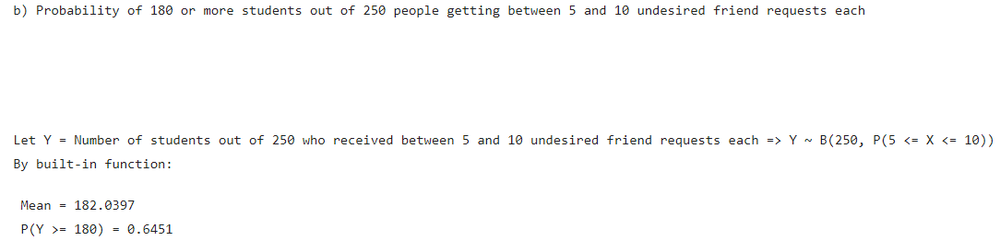 b) Probability of 180 or more students out of 250 people getting between 5 and 10 undesired friend requests each
Let Y = Number of students out of 250 who received between 5 and 10 undesired friend requests each => Y ~ B(250, P(5 <= X <= 10))
By built-in function:
Mean = 182.0397
P(Y >= 180) = 0.6451